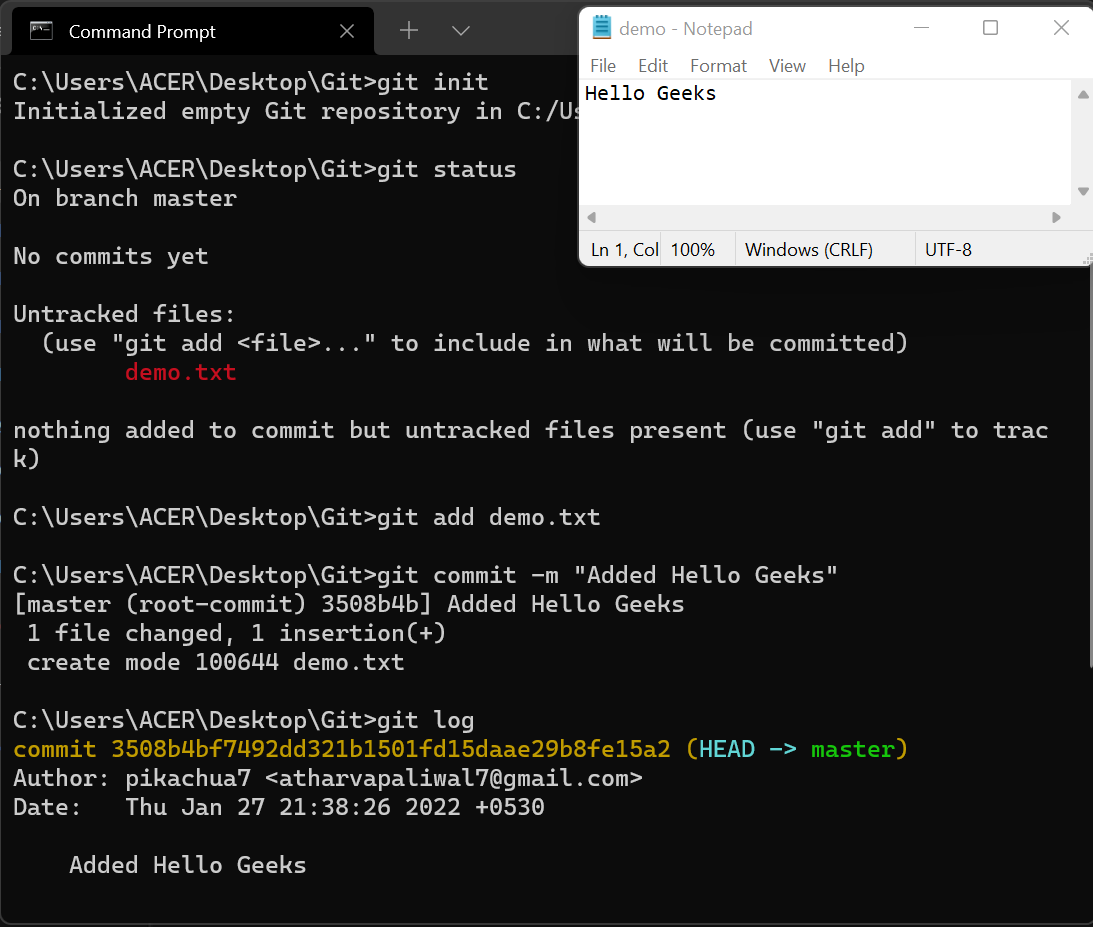 Command Prompt
C:\Users\ACER\Desktop\Git>git init
Initialized empty Git repository in C:/Us
C:\Users\ACER\Desktop\Git>git status
On branch master
No commits yet
Untracked files:
  (use "git add <file>..." to include in what will be committed)
        demo.txt
nothing added to commit but untracked files present (use "git add" to trac
k)
C:\Users\ACER\Desktop\Git>git add demo.txt
C:\Users\ACER\Desktop\Git>git commit -m "Added Hello Geeks"
[master (root-commit) 3508b4b] Added Hello Geeks
 1 file changed, 1 insertion(+)
 create mode 100644 demo.txt
C:\Users\ACER\Desktop\Git>git log
commit 3508b4bf7492dd321b1501fd15daae29b8fe15a2 (HEAD -> master)
Author: pikachua7 <atharvapaliwal7@gmail.com>
Date:   Thu Jan 27 21:38:26 2022 +0530
    Added Hello Geeks
demo - Notepad
File Edit Format View Help
Hello Geeks
Ln 1, Col 100% Windows (CRLF) UTF-8